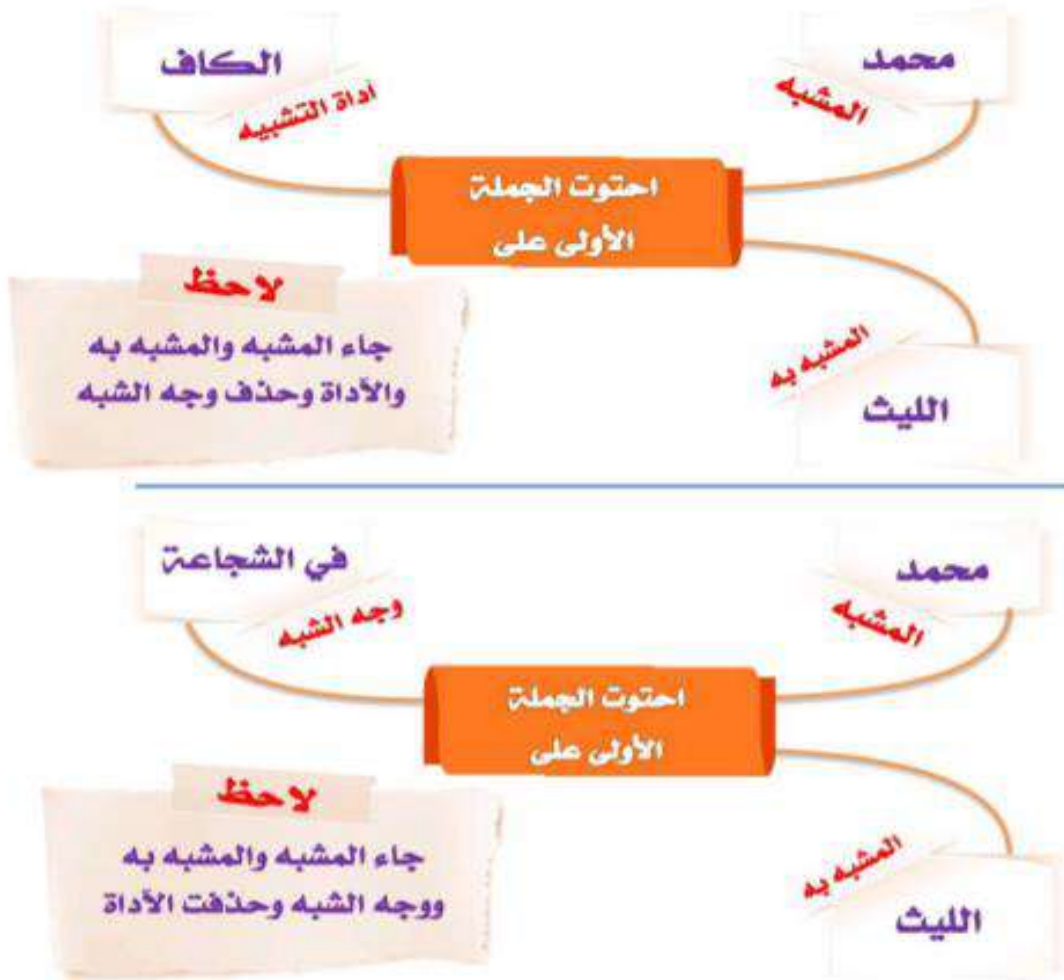 محمد
المشبه
الكاف
أداة التشبيه
احتوت الجملة
الأولى على
المشبه به
الليث
لاحظ
جاء المشبه والمشبه به
والأداة وحذف وجه الشبه
محمد
المشبه
في الشجاعة
وجه الشبه
احتوت الجملة
الأولى على
المشبه به
الليث
لاحظ
جاء المشبه والمشبه به
ووجه الشبه وحذفت الأداة